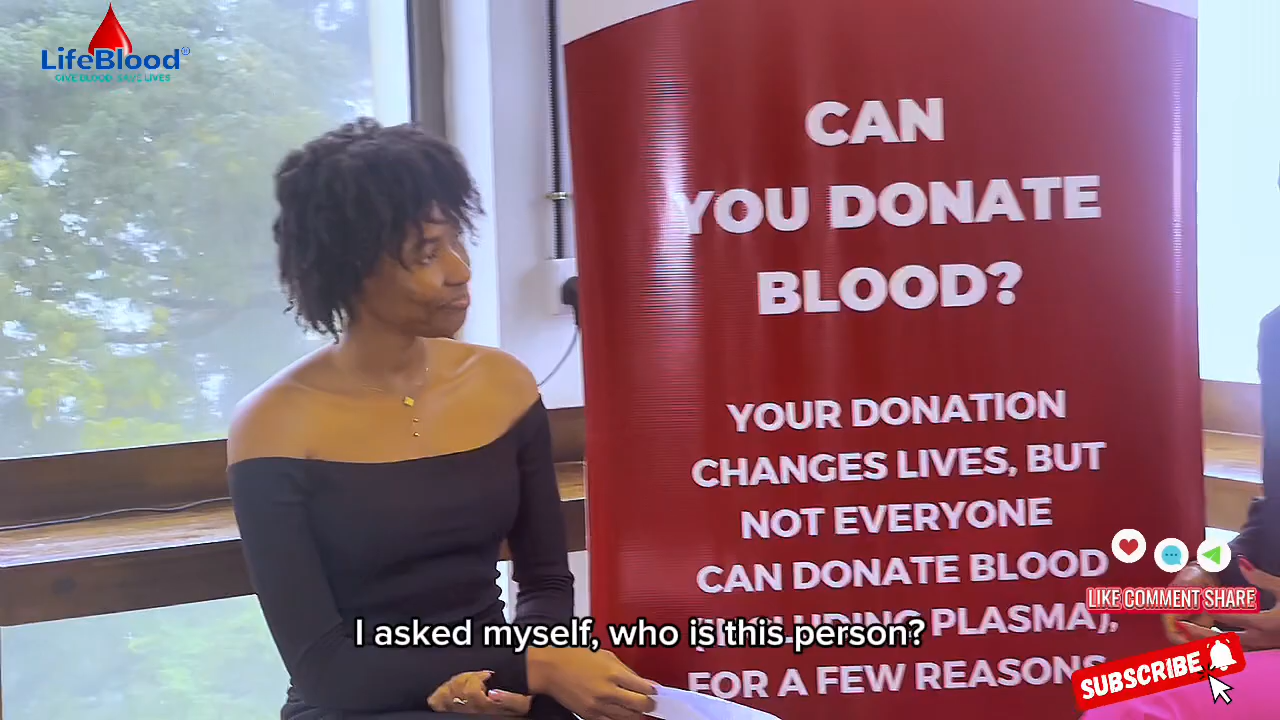 LifeBlood®
GIVE BLOOD, SAVE LIVES
CAN
YOU DONATE
BLOOD?
YOUR DONATION
CHANGES LIVES, BUT
NOT EVERYONE
CAN DONATE BLOOD
(INCLUDING PLASMA),
FOR A FEW REASONS
I asked myself, who is this person?
LIKE COMMENT SHARE
SUBSCRIBE